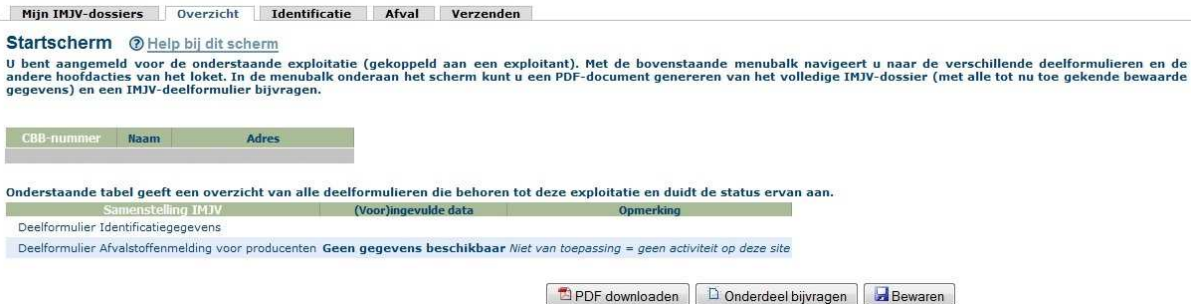 Mijn IMJV-dossiers Overzicht Identificatie Afval Verzenden
Startscherm Help bij dit scherm
U bent aangemeld voor de onderstaande exploitatie (gekoppeld aan een exploitant). Met de bovenstaande menubalk navigeert u naar de verschillende deelformulieren en de
andere hoofdacties van het loket. In de menubalk onderaan het scherm kunt u een PDF-document genereren van het volledige IMJV-dossier (met alle tot nu toe gekende bewaarde
gegevens) en een IMJV-deelformulier bijvragen.
CBB-nummer Naam Adres
Onderstaande tabel geeft een overzicht van alle deelformulieren die behoren tot deze exploitatie en duidt de status ervan aan.
Samenstelling IMJV (Voor)ingevulde data Opmerking
Deelformulier Identificatiegegevens
Deelformulier Afvalstoffenmelding voor producenten Geen gegevens beschikbaar Niet van toepassing = geen activiteit op deze site
PDF downloaden Onderdeel bijvragen Bewaren